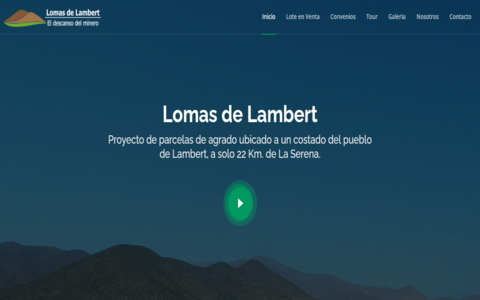 Lomas de Lambert
El descanso del minero
Inicio Lote en Venta Convenios Tour Galería Nosotros Contacto
Lomas de Lambert
Proyecto de parcelas de agrado ubicado a un costado del pueblo
de Lambert, a solo 22 Km. de La Serena.